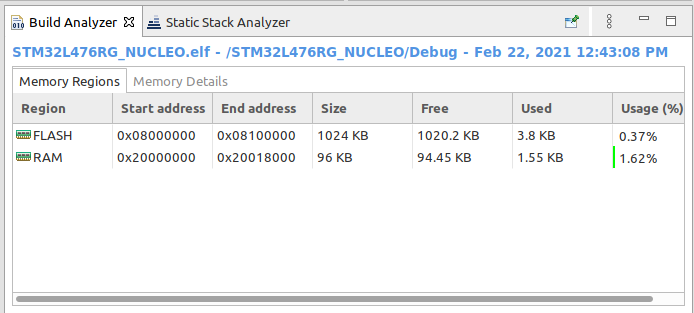 Build Analyzer Static Stack Analyzer
STM32L476RG_NUCLEO.elf - /STM32L476RG_NUCLEO/Debug - Feb 22, 2021 12:43:08 PM
Memory Regions Memory Details
Region Start address End address Size Free Used Usage (%)
FLASH 0x08000000 0x08100000 1024 KB 1020.2 KB 3.8 KB 0.37%
RAM 0x20000000 0x20018000 96 KB 94.45 KB 1.55 KB 1.62%